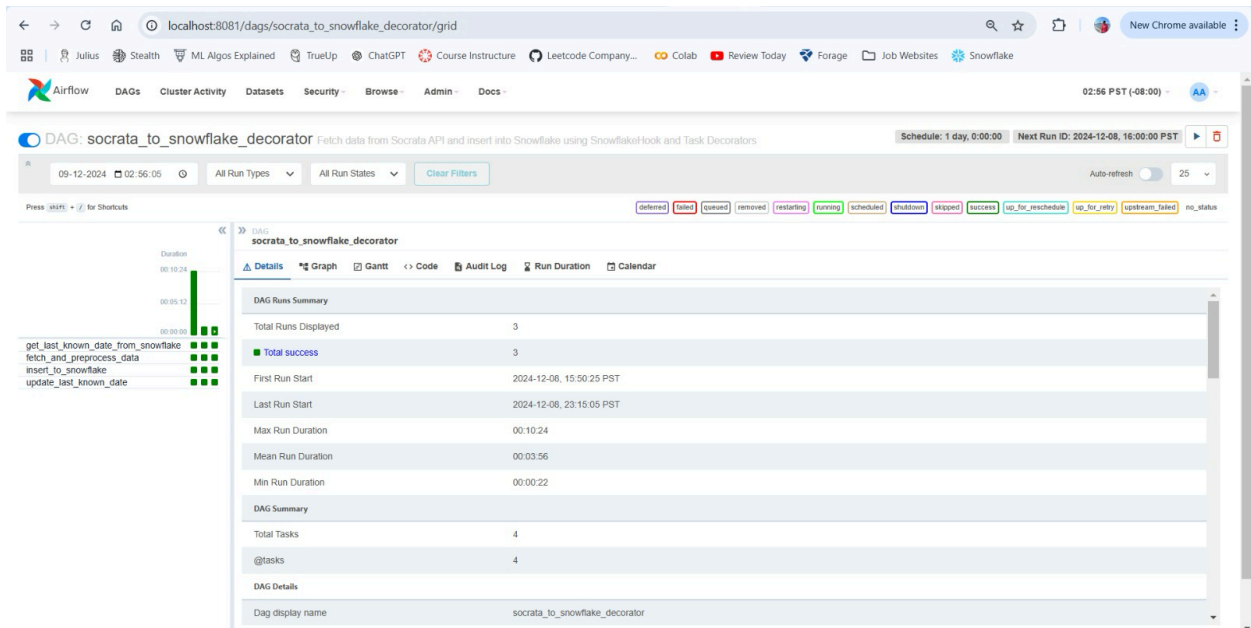 localhost:8081/dags/socrata_to_snowflake_decorator/grid
New Chrome available
Julius Stealth ML Algos Explained TrueUp ChatGPT Course Instructure Leetcode Company... Colab Review Today Forage Job Websites Snowflake
Airflow DAGs Cluster Activity Datasets Security Browse Admin Docs 02:56 PST (-08:00) AA
DAG: socrata_to_snowflake_decorator Fetch data from Socrata API and insert into Snowflake using SnowflakeHook and Task Decorators Schedule: 1 day, 0:00:00 Next Run ID: 2024-12-08, 16:00:00 PST
09-12-2024 02:56:05 All Run Types All Run States Clear Filters Auto-refresh 25
Press shift + / for Shortcuts deferred failed queued removed restarting running scheduled shutdown skipped success up_for_reschedule up_for_retry upstream_failed no_status
Duration
00:10:24
00:05:12
00:00:00
get_last_known_date_from_snowflake
fetch_and_preprocess_data
insert_to_snowflake
update_last_known_date
DAG
socrata_to_snowflake_decorator
Details Graph Gantt Code Audit Log Run Duration Calendar
DAG Runs Summary
Total Runs Displayed 3
Total success 3
First Run Start 2024-12-08, 15:50:25 PST
Last Run Start 2024-12-08, 23:15:05 PST
Max Run Duration 00:10:24
Mean Run Duration 00:03:56
Min Run Duration 00:00:22
DAG Summary
Total Tasks 4
@tasks 4
DAG Details
Dag display name socrata_to_snowflake_decorator